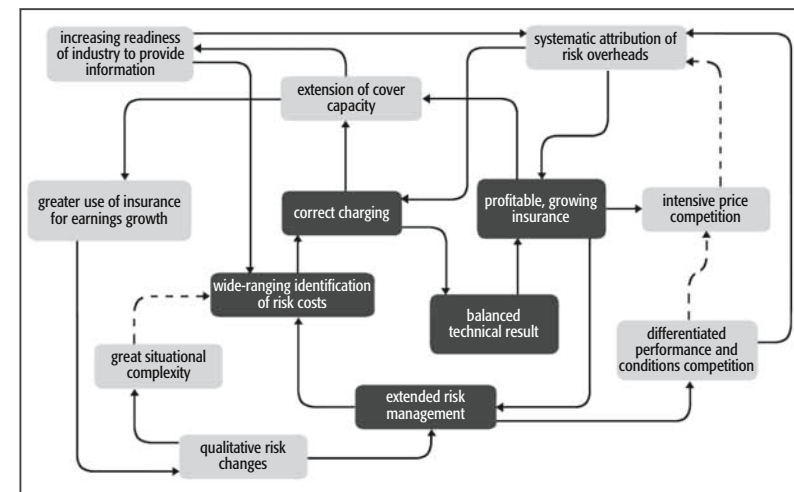 increasing readiness
of industry to provide
information
systematic attribution of
risk overheads
extension of cover
capacity
greater use of insurance
for earnings growth
correct charging
profitable, growing
insurance
intensive price
competition
wide-ranging identification
of risk costs
balanced
technical result
differentiated
performance and
conditions competition
great situational
complexity
extended risk
management
qualitative risk
changes